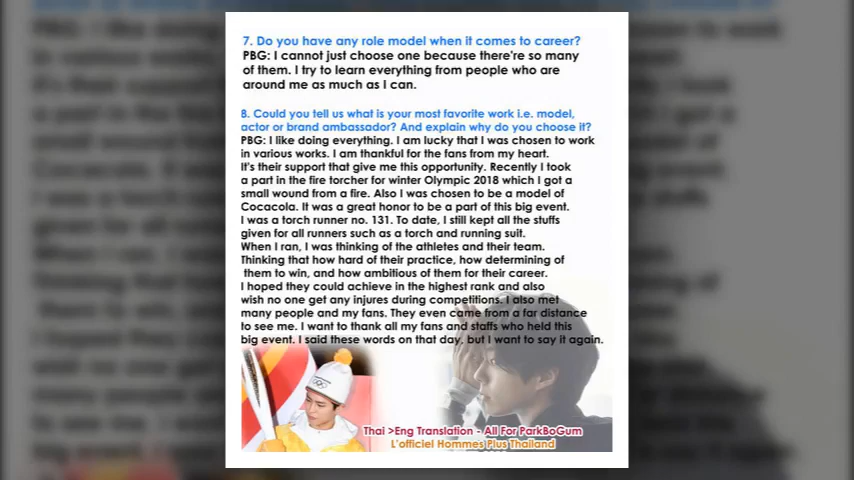 7. Do you have any role model when it comes to career?
PBG: I cannot just choose one because there're so many
of them. I try to learn everything from people who are
around me as much as I can.
8. Could you tell us what is your most favorite work i.e. model,
actor or brand ambassador? And explain why do you choose it?
PBG: I like doing everything. I am lucky that I was chosen to work
in various works. I am thankful for the fans from my heart.
It's their support that give me this opportunity. Recently I took
a part in the fire torcher for winter Olympic 2018 which I got a
small wound from a fire. Also I was chosen to be a model of
Cocacola. It was a great honor to be a part of this big event.
I was a torch runner no. 131. To date, I still kept all the stuffs
given for all runners such as a torch and running suit.
When I ran, I was thinking of the athletes and their team.
Thinking that how hard of their practice, how determining of
them to win, and how ambitious of them for their career.
I hoped they could achieve in the highest rank and also
wish no one get any injures during competitions. I also met
many people and my fans. They even came from a far distance
to see me. I want to thank all my fans and staffs who held this
big event. I said these words on that day, but I want to say it again.
Thai >Eng Translation - All For ParkBoGum
L'officiel Hommes Plus Thailand